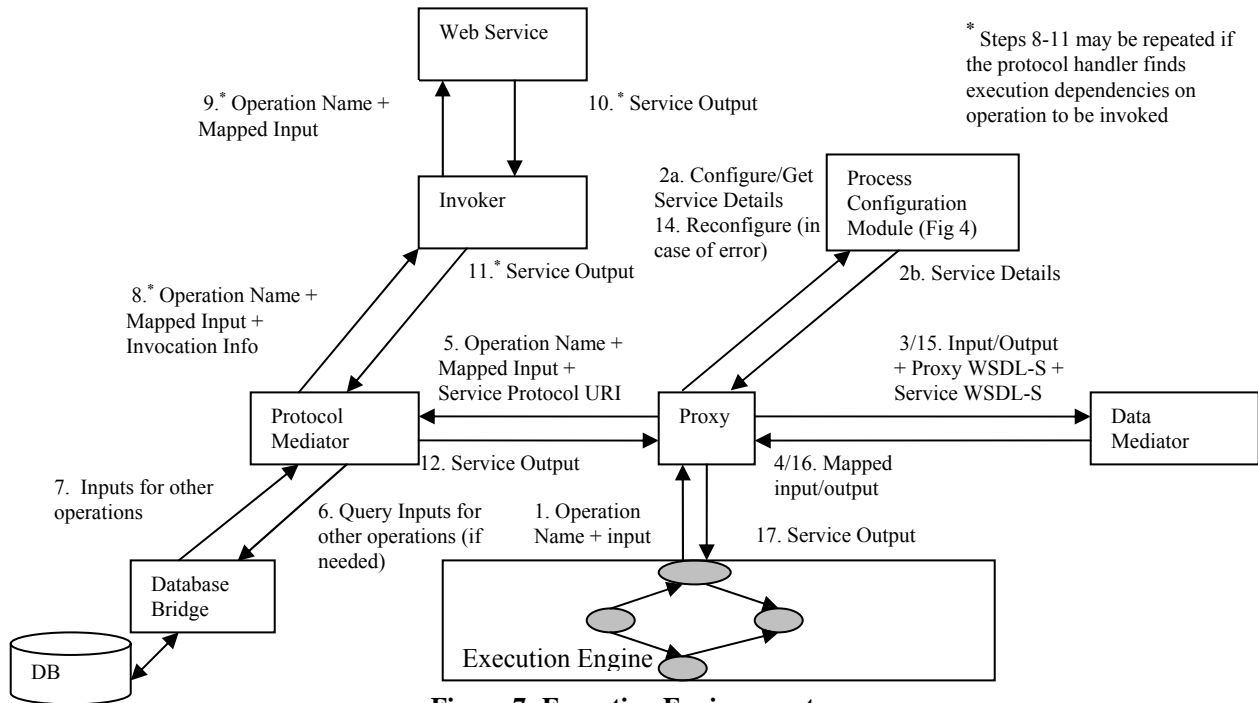 Web Service
* Steps 8-11 may be repeated if
the protocol handler finds
execution dependencies on
operation to be invoked
9.* Operation Name +
Mapped Input
10.* Service Output
2a. Configure/Get
Service Details
14. Reconfigure (in
case of error)
Process
Configuration
Module (Fig 4)
Invoker
11.* Service Output
2b. Service Details
8.* Operation Name +
Mapped Input +
Invocation Info
5. Operation Name +
Mapped Input +
Service Protocol URI
3/15. Input/Output
+ Proxy WSDL-S +
Service WSDL-S
Protocol
Mediator
Proxy
Data
Mediator
12. Service Output
4/16. Mapped
input/output
7. Inputs for other
operations
6. Query Inputs for
other operations (if
needed)
1. Operation
Name + input
17. Service Output
Database
Bridge
DB
Execution Engine